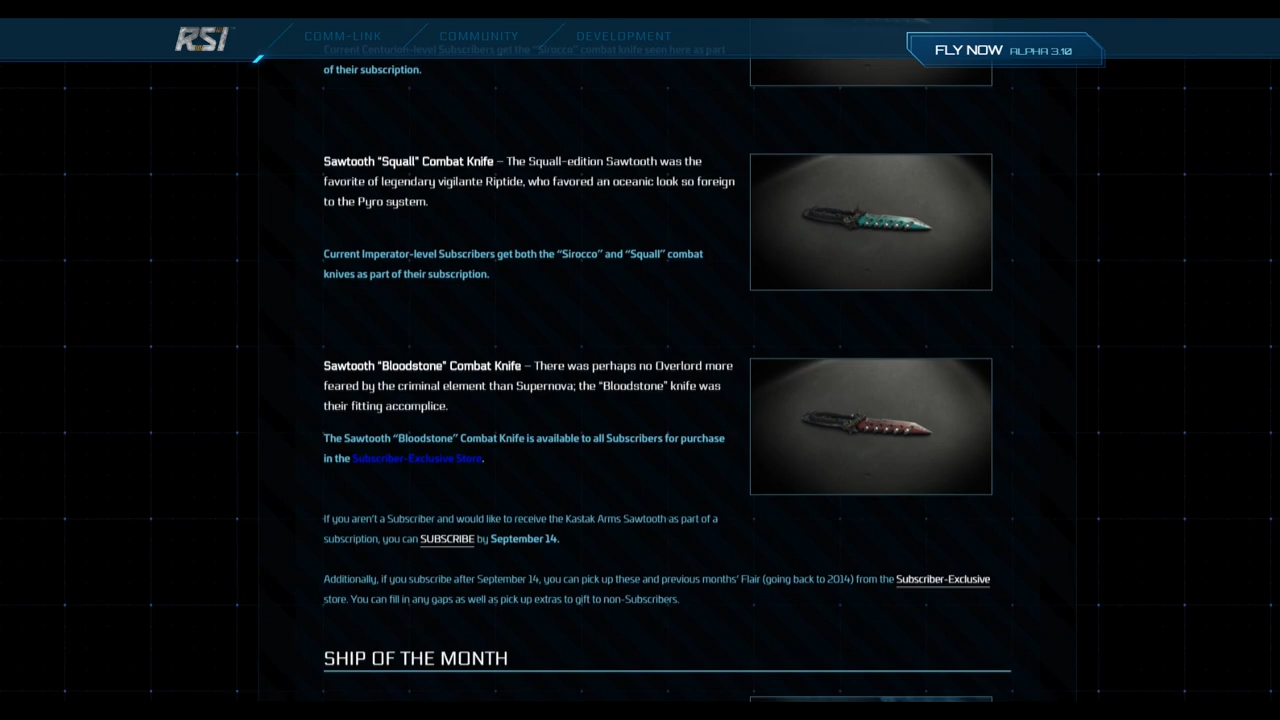 RSI
COMM-LINK
COMMUNITY
DEVELOPMENT
FLY NOW ALPHA 3.10
Current Centurion-level Subscribers get the "Sirocco" combat knife seen here as part
of their subscription.
Sawtooth "Squall" Combat Knife – The Squall-edition Sawtooth was the
favorite of legendary vigilante Riptide, who favored an oceanic look so foreign
to the Pyro system.
Current Imperator-level Subscribers get both the “Sirocco” and “Squall” combat
knives as part of their subscription.
Sawtooth "Bloodstone" Combat Knife – There was perhaps no Overlord more
feared by the criminal element than Supernova; the "Bloodstone" knife was
their fitting accomplice.
The Sawtooth “Bloodstone” Combat Knife is available to all Subscribers for purchase
in the Subscriber-Exclusive Store.
If you aren't a Subscriber and would like to receive the Kastak Arms Sawtooth as part of a
subscription, you can SUBSCRIBE by September 14.
Additionally, if you subscribe after September 14, you can pick up these and previous months' Flair (going back to 2014) from the Subscriber-Exclusive
store. You can fill in any gaps as well as pick up extras to gift to non-Subscribers.
SHIP OF THE MONTH